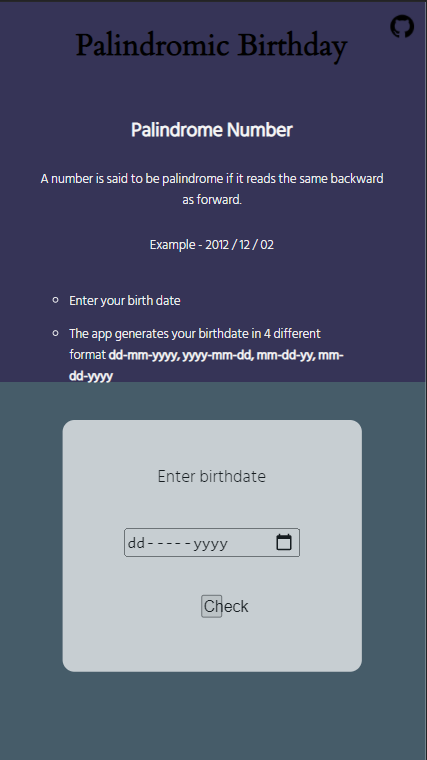 Palindromic Birthday
Palindrome Number
A number is said to be palindrome if it reads the same backward
as forward.
Example - 2012 / 12 / 02
Enter your birth date
The app generates your birthdate in 4 different
format dd-mm-yyyy, yyyy-mm-dd, mm-dd-yy, mm-
dd-yyyy
Enter birthdate
dd-----yyyy
Check